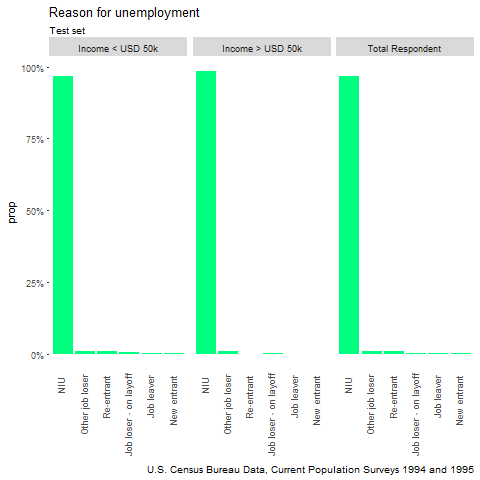 Reason for unemployment
Test set
Income < USD 50k
Income > USD 50k
Total Respondent
prop
100%
75%
50%
25%
0%
NIU
Other job loser
Re-entrant
Job loser - on layoff
Job leaver
New entrant
NIU
Other job loser
Re-entrant
Job loser - on layoff
Job leaver
New entrant
NIU
Other job loser
Re-entrant
Job loser - on layoff
Job leaver
New entrant
U.S. Census Bureau Data, Current Population Surveys 1994 and 1995